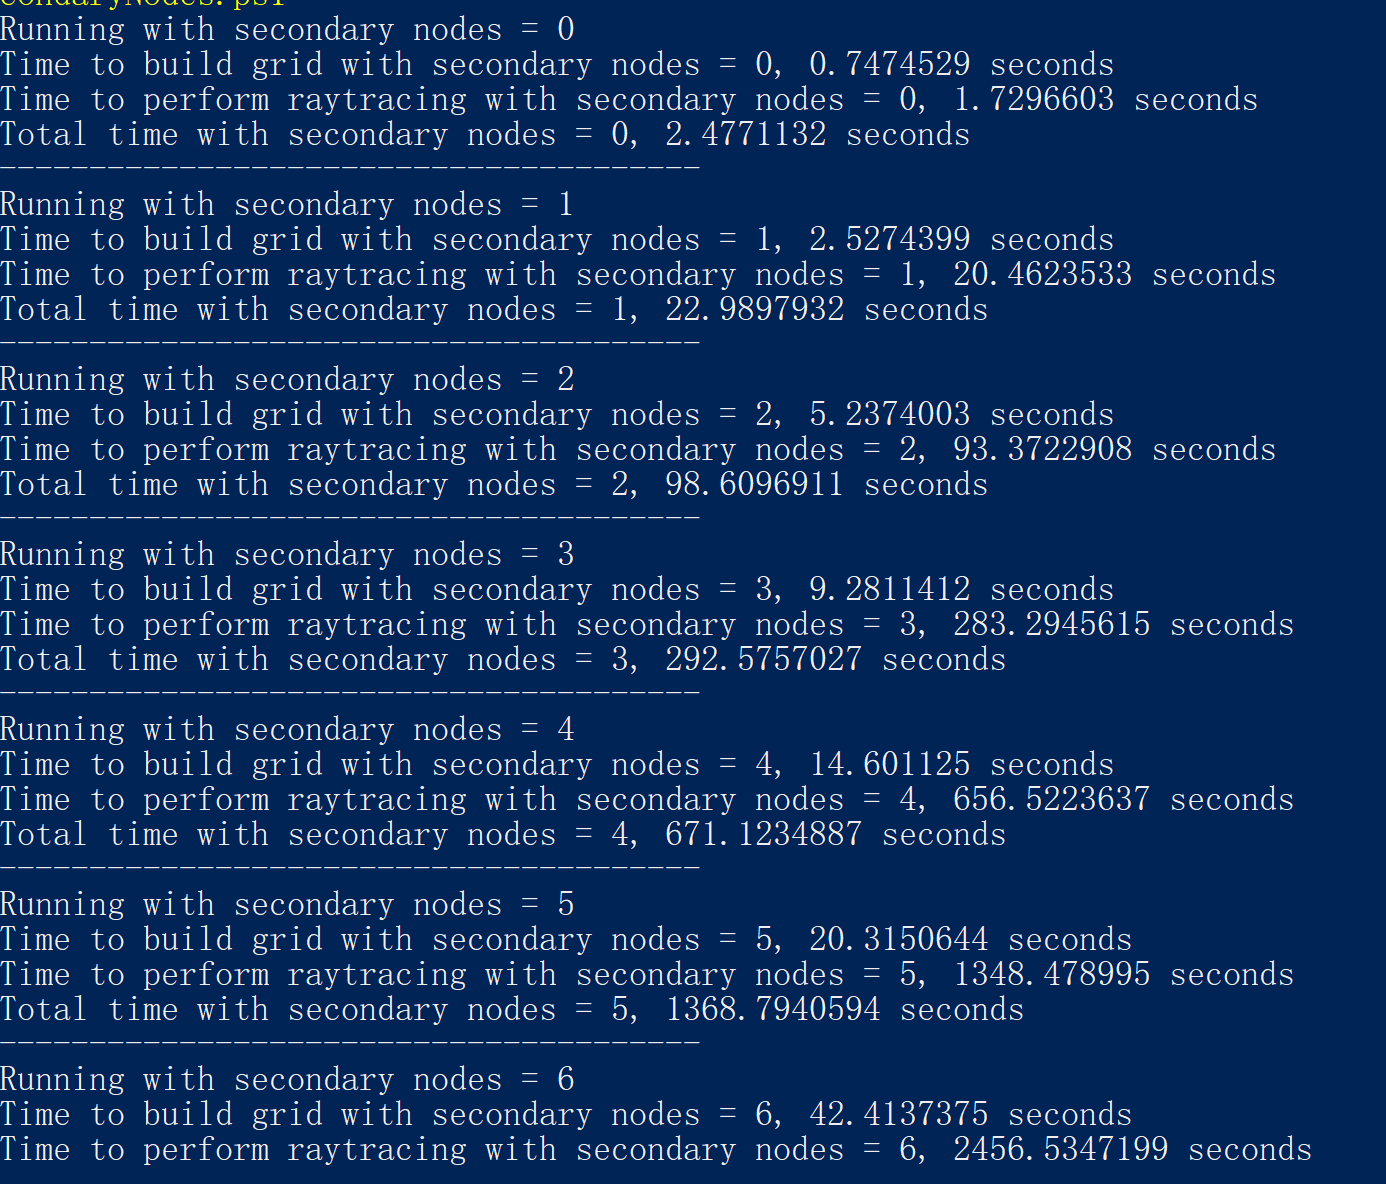 Running with secondary nodes = 0
Time to build grid with secondary nodes = 0, 0.7474529 seconds
Time to perform raytracing with secondary nodes = 0, 1.7296603 seconds
Total time with secondary nodes = 0, 2.4771132 seconds
---------------------------------------
Running with secondary nodes = 1
Time to build grid with secondary nodes = 1, 2.5274399 seconds
Time to perform raytracing with secondary nodes = 1, 20.4623533 seconds
Total time with secondary nodes = 1, 22.9897932 seconds
---------------------------------------
Running with secondary nodes = 2
Time to build grid with secondary nodes = 2, 5.2374003 seconds
Time to perform raytracing with secondary nodes = 2, 93.3722908 seconds
Total time with secondary nodes = 2, 98.6096911 seconds
---------------------------------------
Running with secondary nodes = 3
Time to build grid with secondary nodes = 3, 9.2811412 seconds
Time to perform raytracing with secondary nodes = 3, 283.2945615 seconds
Total time with secondary nodes = 3, 292.5757027 seconds
---------------------------------------
Running with secondary nodes = 4
Time to build grid with secondary nodes = 4, 14.601125 seconds
Time to perform raytracing with secondary nodes = 4, 656.5223637 seconds
Total time with secondary nodes = 4, 671.1234887 seconds
---------------------------------------
Running with secondary nodes = 5
Time to build grid with secondary nodes = 5, 20.3150644 seconds
Time to perform raytracing with secondary nodes = 5, 1348.478995 seconds
Total time with secondary nodes = 5, 1368.7940594 seconds
---------------------------------------
Running with secondary nodes = 6
Time to build grid with secondary nodes = 6, 42.4137375 seconds
Time to perform raytracing with secondary nodes = 6, 2456.5347199 seconds